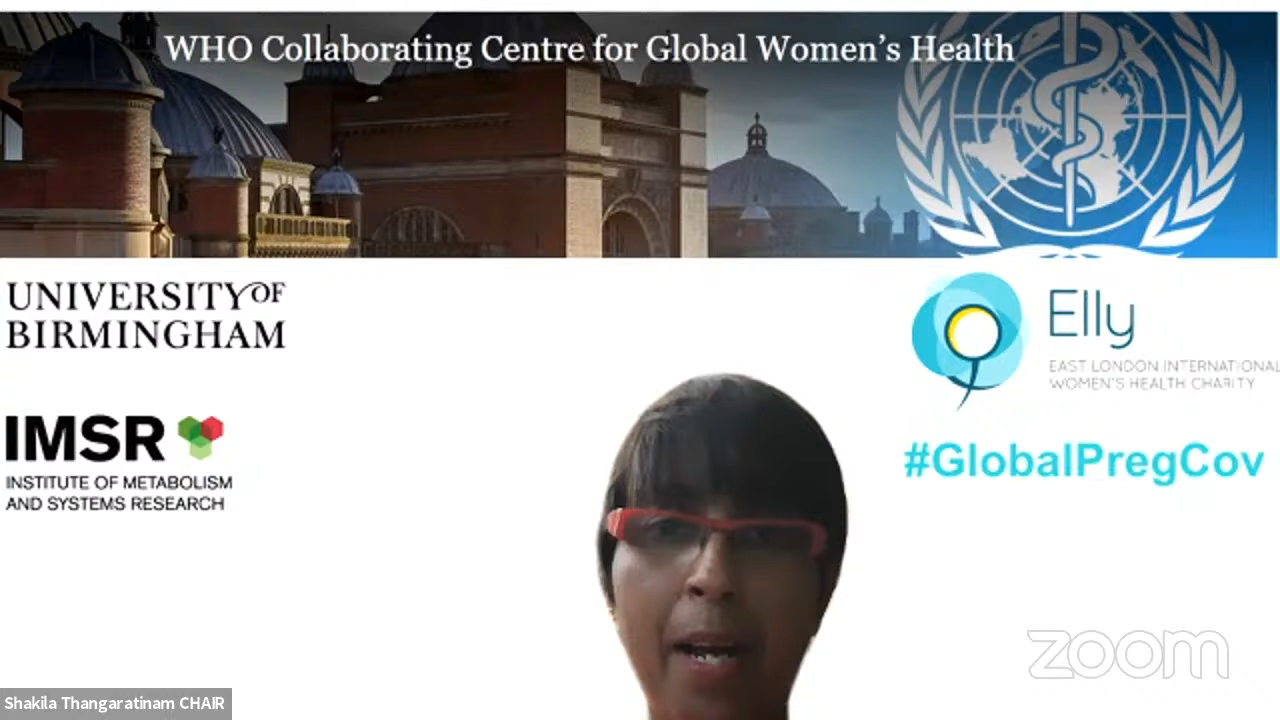 WHO Collaborating Centre for Global Women’s Health
UNIVERSITY OF
BIRMINGHAM
Elly
EAST LONDON INTERNATIONAL
WOMEN'S HEALTH CHARITY
IMSR
INSTITUTE OF METABOLISM
AND SYSTEMS RESEARCH
#GlobalPregCov
zoom
Shakila Thangaratinam CHAIR